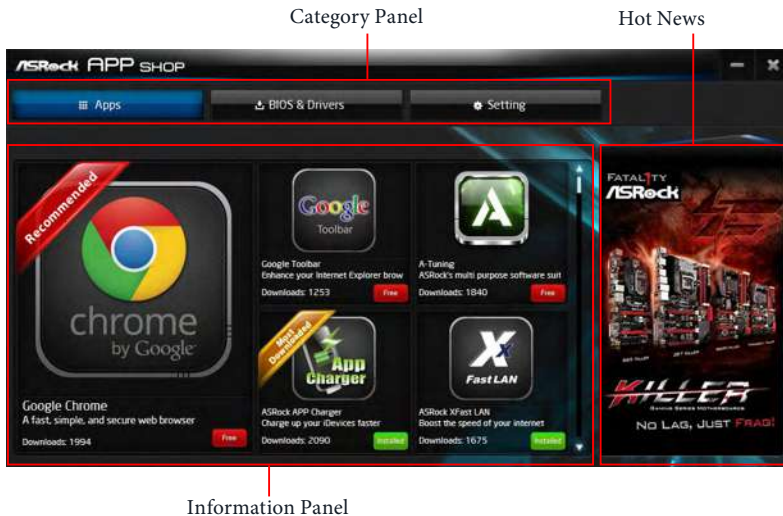 Category Panel
Hot News
ASRock APP SHOP
Apps
BIOS & Drivers
Setting
Recommended
chrome
by Google
Google Chrome
A fast, simple, and secure web browser
Downloads: 1994
Free
Google
Toolbar
Google Toolbar
Enhance your Internet Explorer brow
Downloads: 1253
Free
A-Tuning
ASRock's multi purpose software suit
Downloads: 1840
Free
Most
Downloaded
App
Charger
ASRock APP Charger
Charge up your iDevices faster
Downloads: 2090
Installed
X
Fast LAN
ASRock XFast LAN
Boost the speed of your internet
Downloads: 1675
Installed
FATAL1TY
ASRock
KILLER
GAMING SERIES MOTHERBOARDS
NO LAG, JUST FRAG!
Information Panel